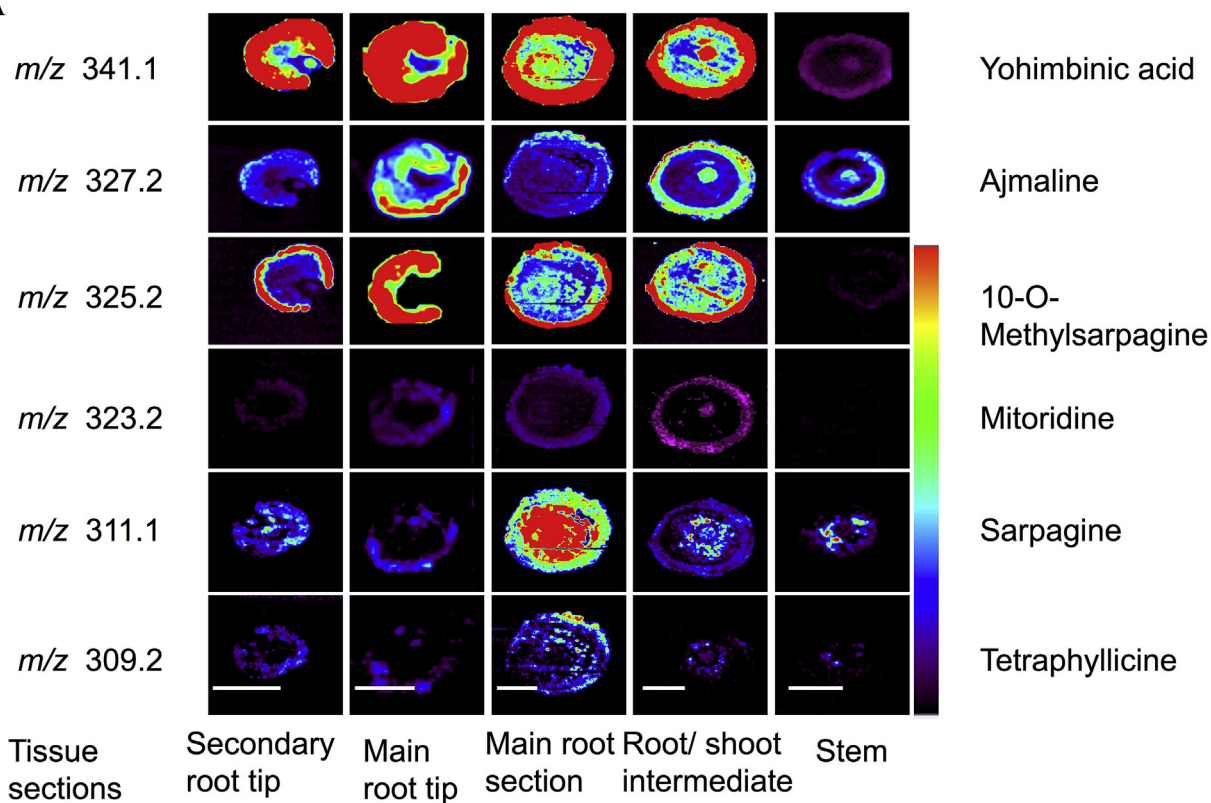 m/z 341.1 Yohimbinic acid
m/z 327.2 Ajmaline
m/z 325.2 10-O-
Methylsarpagine
m/z 323.2 Mitoridine
m/z 311.1 Sarpagine
m/z 309.2 Tetraphyllicine
Tissue sections
Secondary root tip
Main root tip
Main root section
Root/ shoot intermediate
Stem